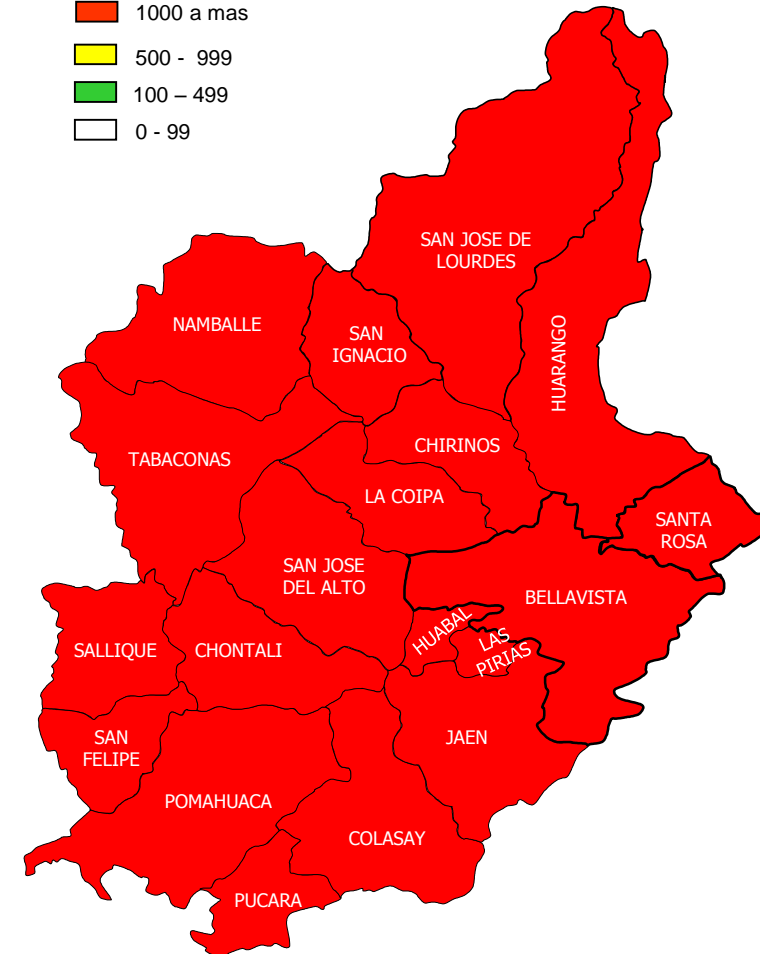 1000 a mas
500 - 999
100 – 499
0 - 99
SAN JOSE DE
LOURDES
NAMBALLE
SAN
IGNACIO
HUARANGO
CHIRINOS
TABACONAS
LA COIPA
SANTA
ROSA
SAN JOSE
DEL ALTO
BELLAVISTA
HUABAL
LAS
PIRIAS
SALLIQUE
CHONTALI
SAN
FELIPE
JAEN
POMAHUACA
COLASAY
PUCARA